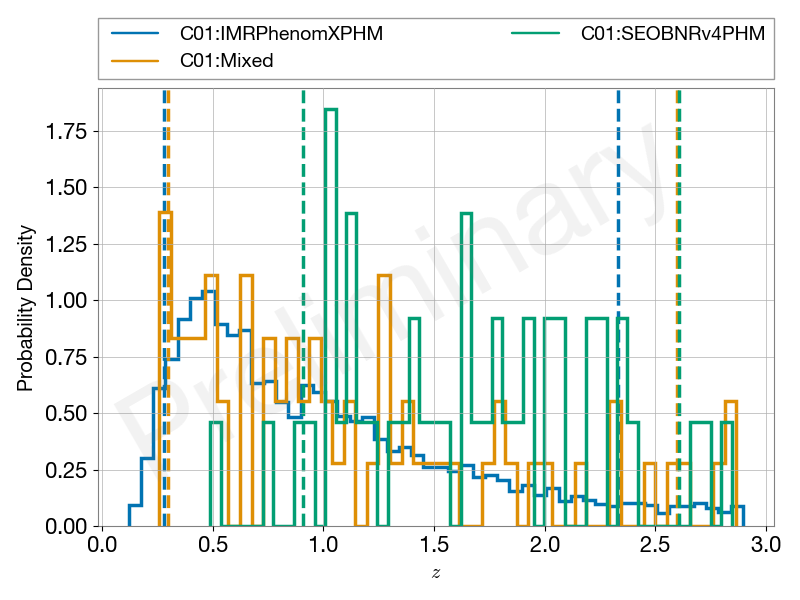 C01:IMRPhenomXPHM
C01:Mixed
C01:SEOBNRv4PHM
Probability Density
1.75
1.50
1.25
1.00
0.75
0.50
0.25
0.00
Preliminary
0.0 0.5 1.0 1.5 2.0 2.5 3.0
z